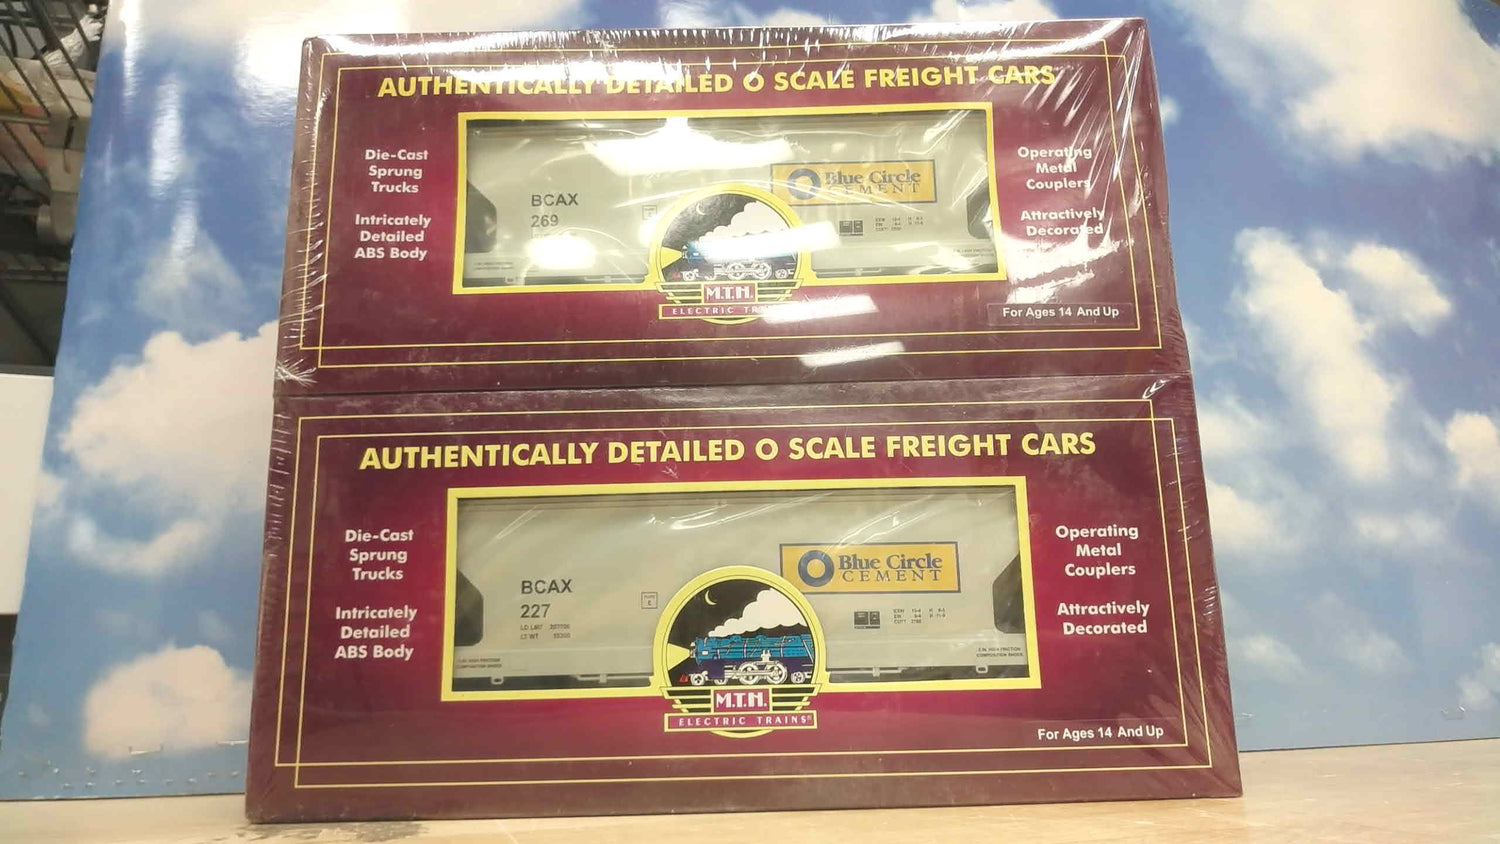 AUTHENTICALLY DETAILED O SCALE FREIGHT CARS
Die-Cast
Sprung
Trucks
Intricately
Detailed
ABS Body
BCAX
269
Blue Circle
CEMENT
M.T.H.
ELECTRIC
Operating
Metal
Couplers
Attractively
Decorated
For Ages 14 And Up
AUTHENTICALLY DETAILED O SCALE FREIGHT CARS
Die-Cast
Sprung
Trucks
Intricately
Detailed
ABS Body
BCAX
227
Blue Circle
CEMENT
M.T.H.
ELECTRIC TRAINS®
Operating
Metal
Couplers
Attractively
Decorated
For Ages 14 And Up